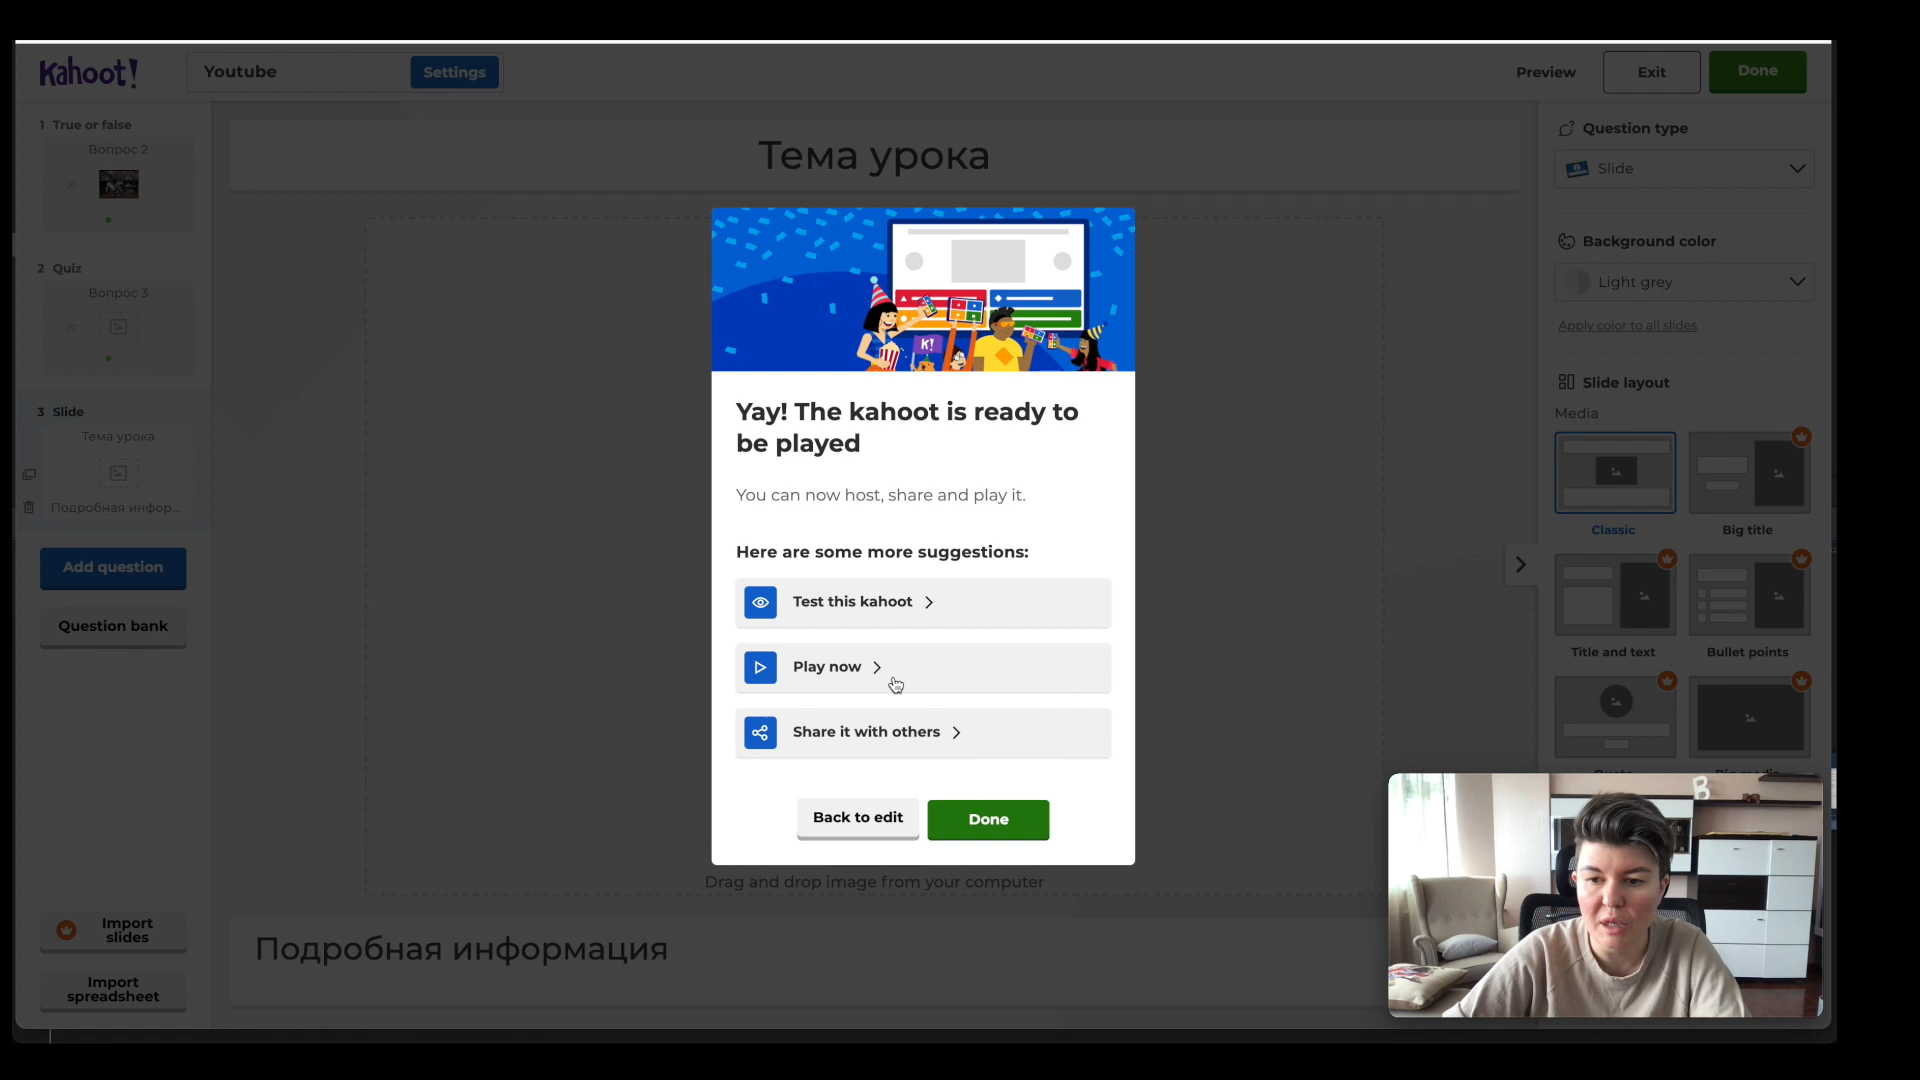 Kahoot!
Youtube
Settings
Preview
Exit
Done
1 True or false
Вопрос 2
20
2 Quiz
Вопрос 3
20
3 Slide
Тема урока
Подробная инфор...
Add question
Question bank
Import slides
Import spreadsheet
Тема урока
K!
Yay! The kahoot is ready to
be played
You can now host, share and play it.
Here are some more suggestions:
Test this kahoot
Play now
Share it with others
Back to edit
Done
Drag and drop image from your computer
Подробная информация
Question type
Slide
Background color
Light grey
Apply color to all slides
Slide layout
Media
Classic
Big title
Title and text
Bullet points
B